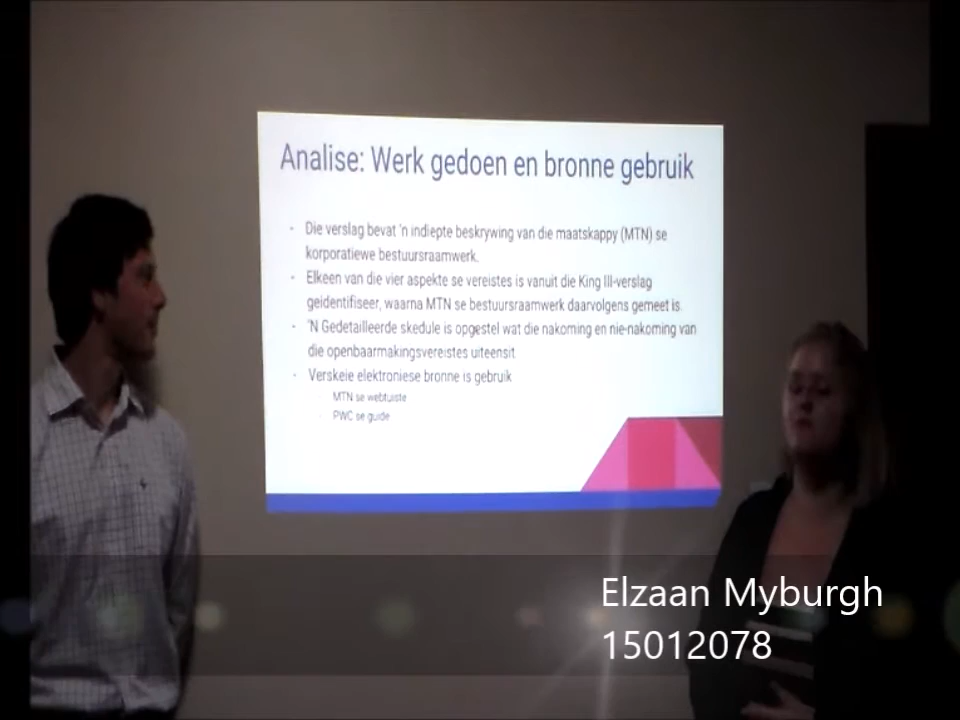 Analise: Werk gedoen en bronne gebruik
- Die verslag bevat 'n indiepte beskrywing van die maatskappy (MTN) se
korporatiewe bestuursraamwerk.
- Elkeen van die vier aspekte se vereistes is vanuit die King III-verslag
geidentifiseer, waarna MTN se bestuursraamwerk daarvolgens gemeet is.
- 'N Gedetailleerde skedule is opgestel wat die nakoming en nie-nakoming van
die openbaarmakingsvereistes uiteensit
- Verskeie elektroniese bronne is gebruik
MTN se webtuiste
PWC se guide
Elzaan Myburgh
15012078